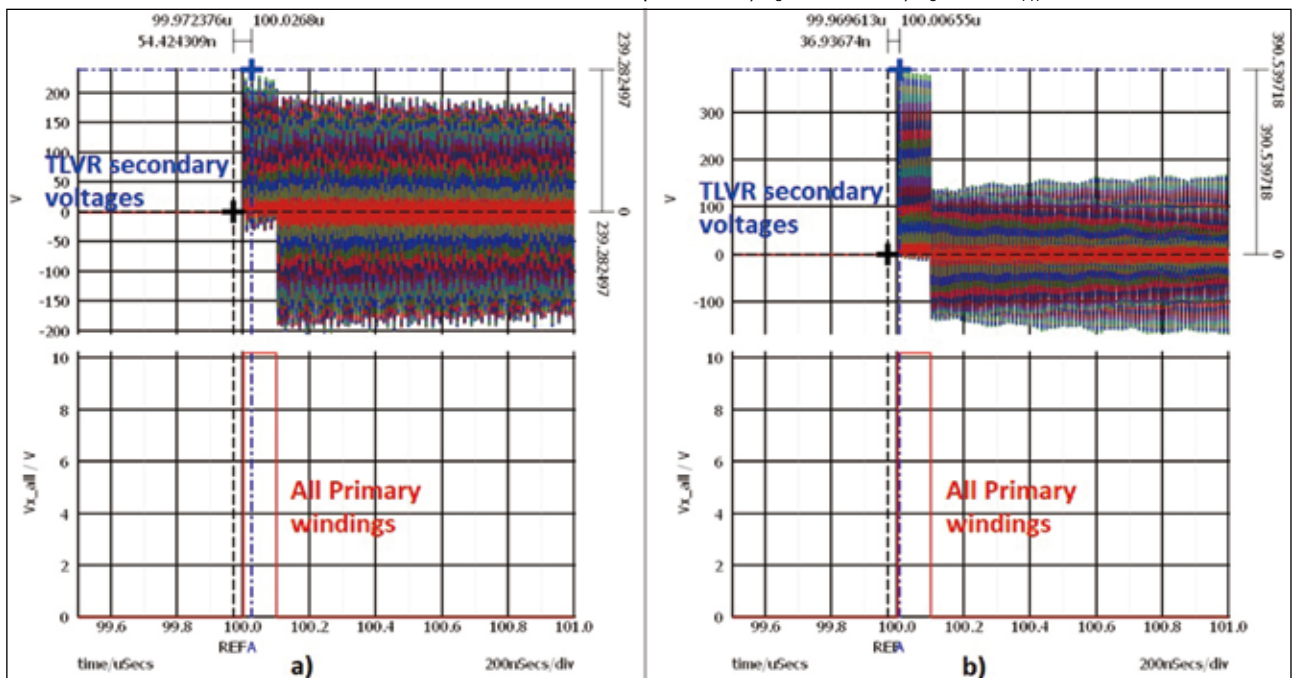 99.972376u 100.0268u
54.424309n
239.282497
200
150
100
50
0
-50
-100
-150
-200
V
TLVR secondary
voltages
0
239.282497
10
8
6
4
2
0
Vx_all / V
All Primary
windings
99.6 99.8 100.0 100.2 100.4 100.6 100.8 101.0
REFA
time/uSecs
a)
200nSecs/div
99.969613u 100.00655u
36.93674n
390.539718
390.539718
300
200
100
0
-100
V
TLVR secondary
voltages
0
10
8
6
4
2
0
Vx_all / V
All Primary
windings
99.6 99.8 100.0 100.2 100.4 100.6 100.8 101.0
time/uSecs
b)
200nSecs/div